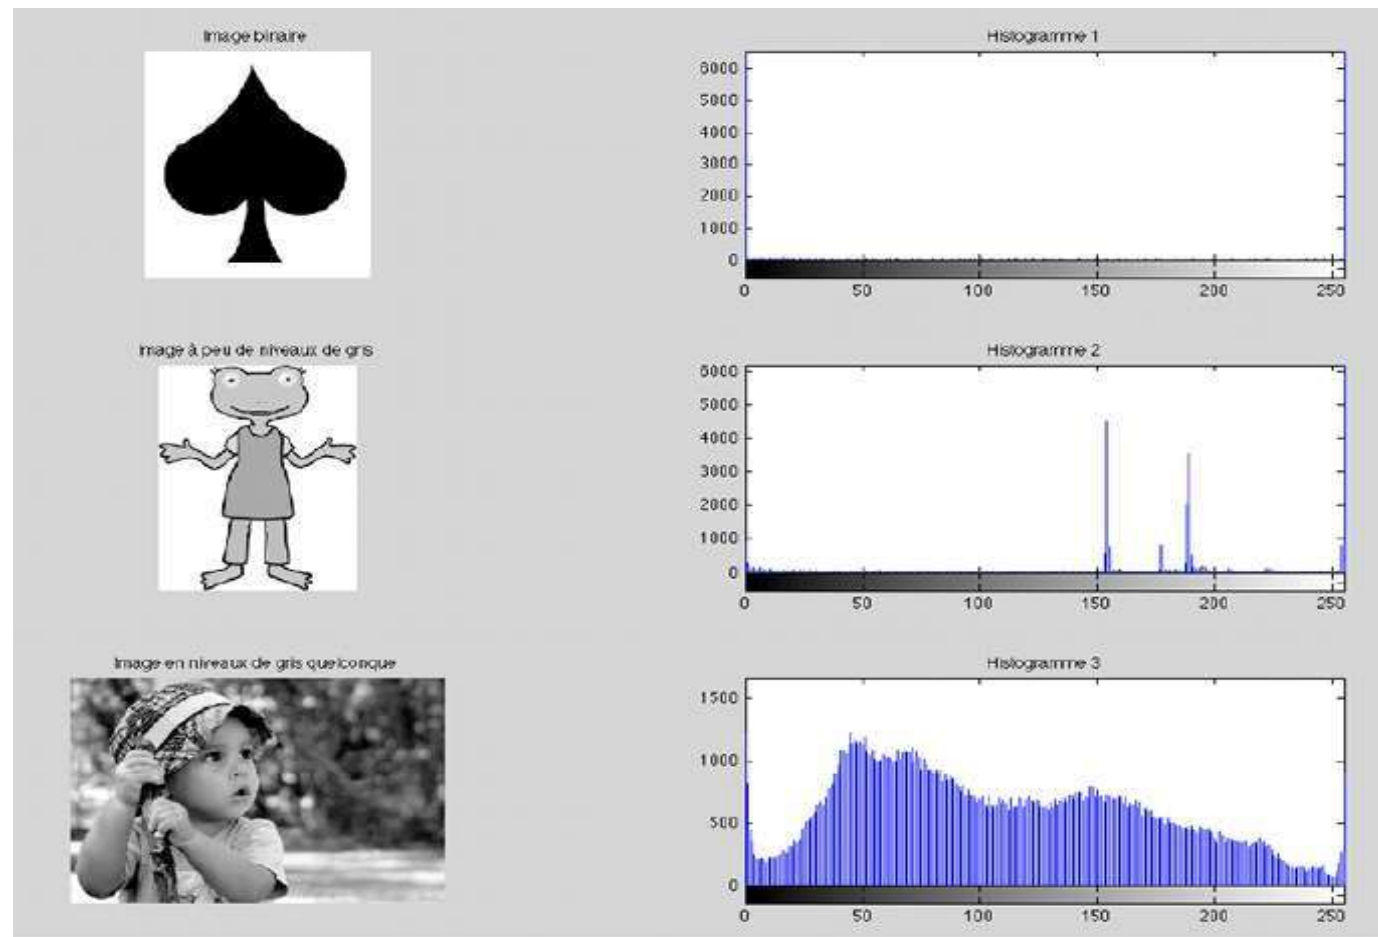 Image binaire
Histogramme 1
6000
5000
4000
3000
2000
1000
0
0 50 100 150 200 250
Image à peu de niveaux de gris
Histogramme 2
6000
5000
4000
3000
2000
1000
0
0 50 100 150 200 250
Image en niveaux de gris quelconque
Histogramme 3
1500
1000
500
0
0 50 100 150 200 250